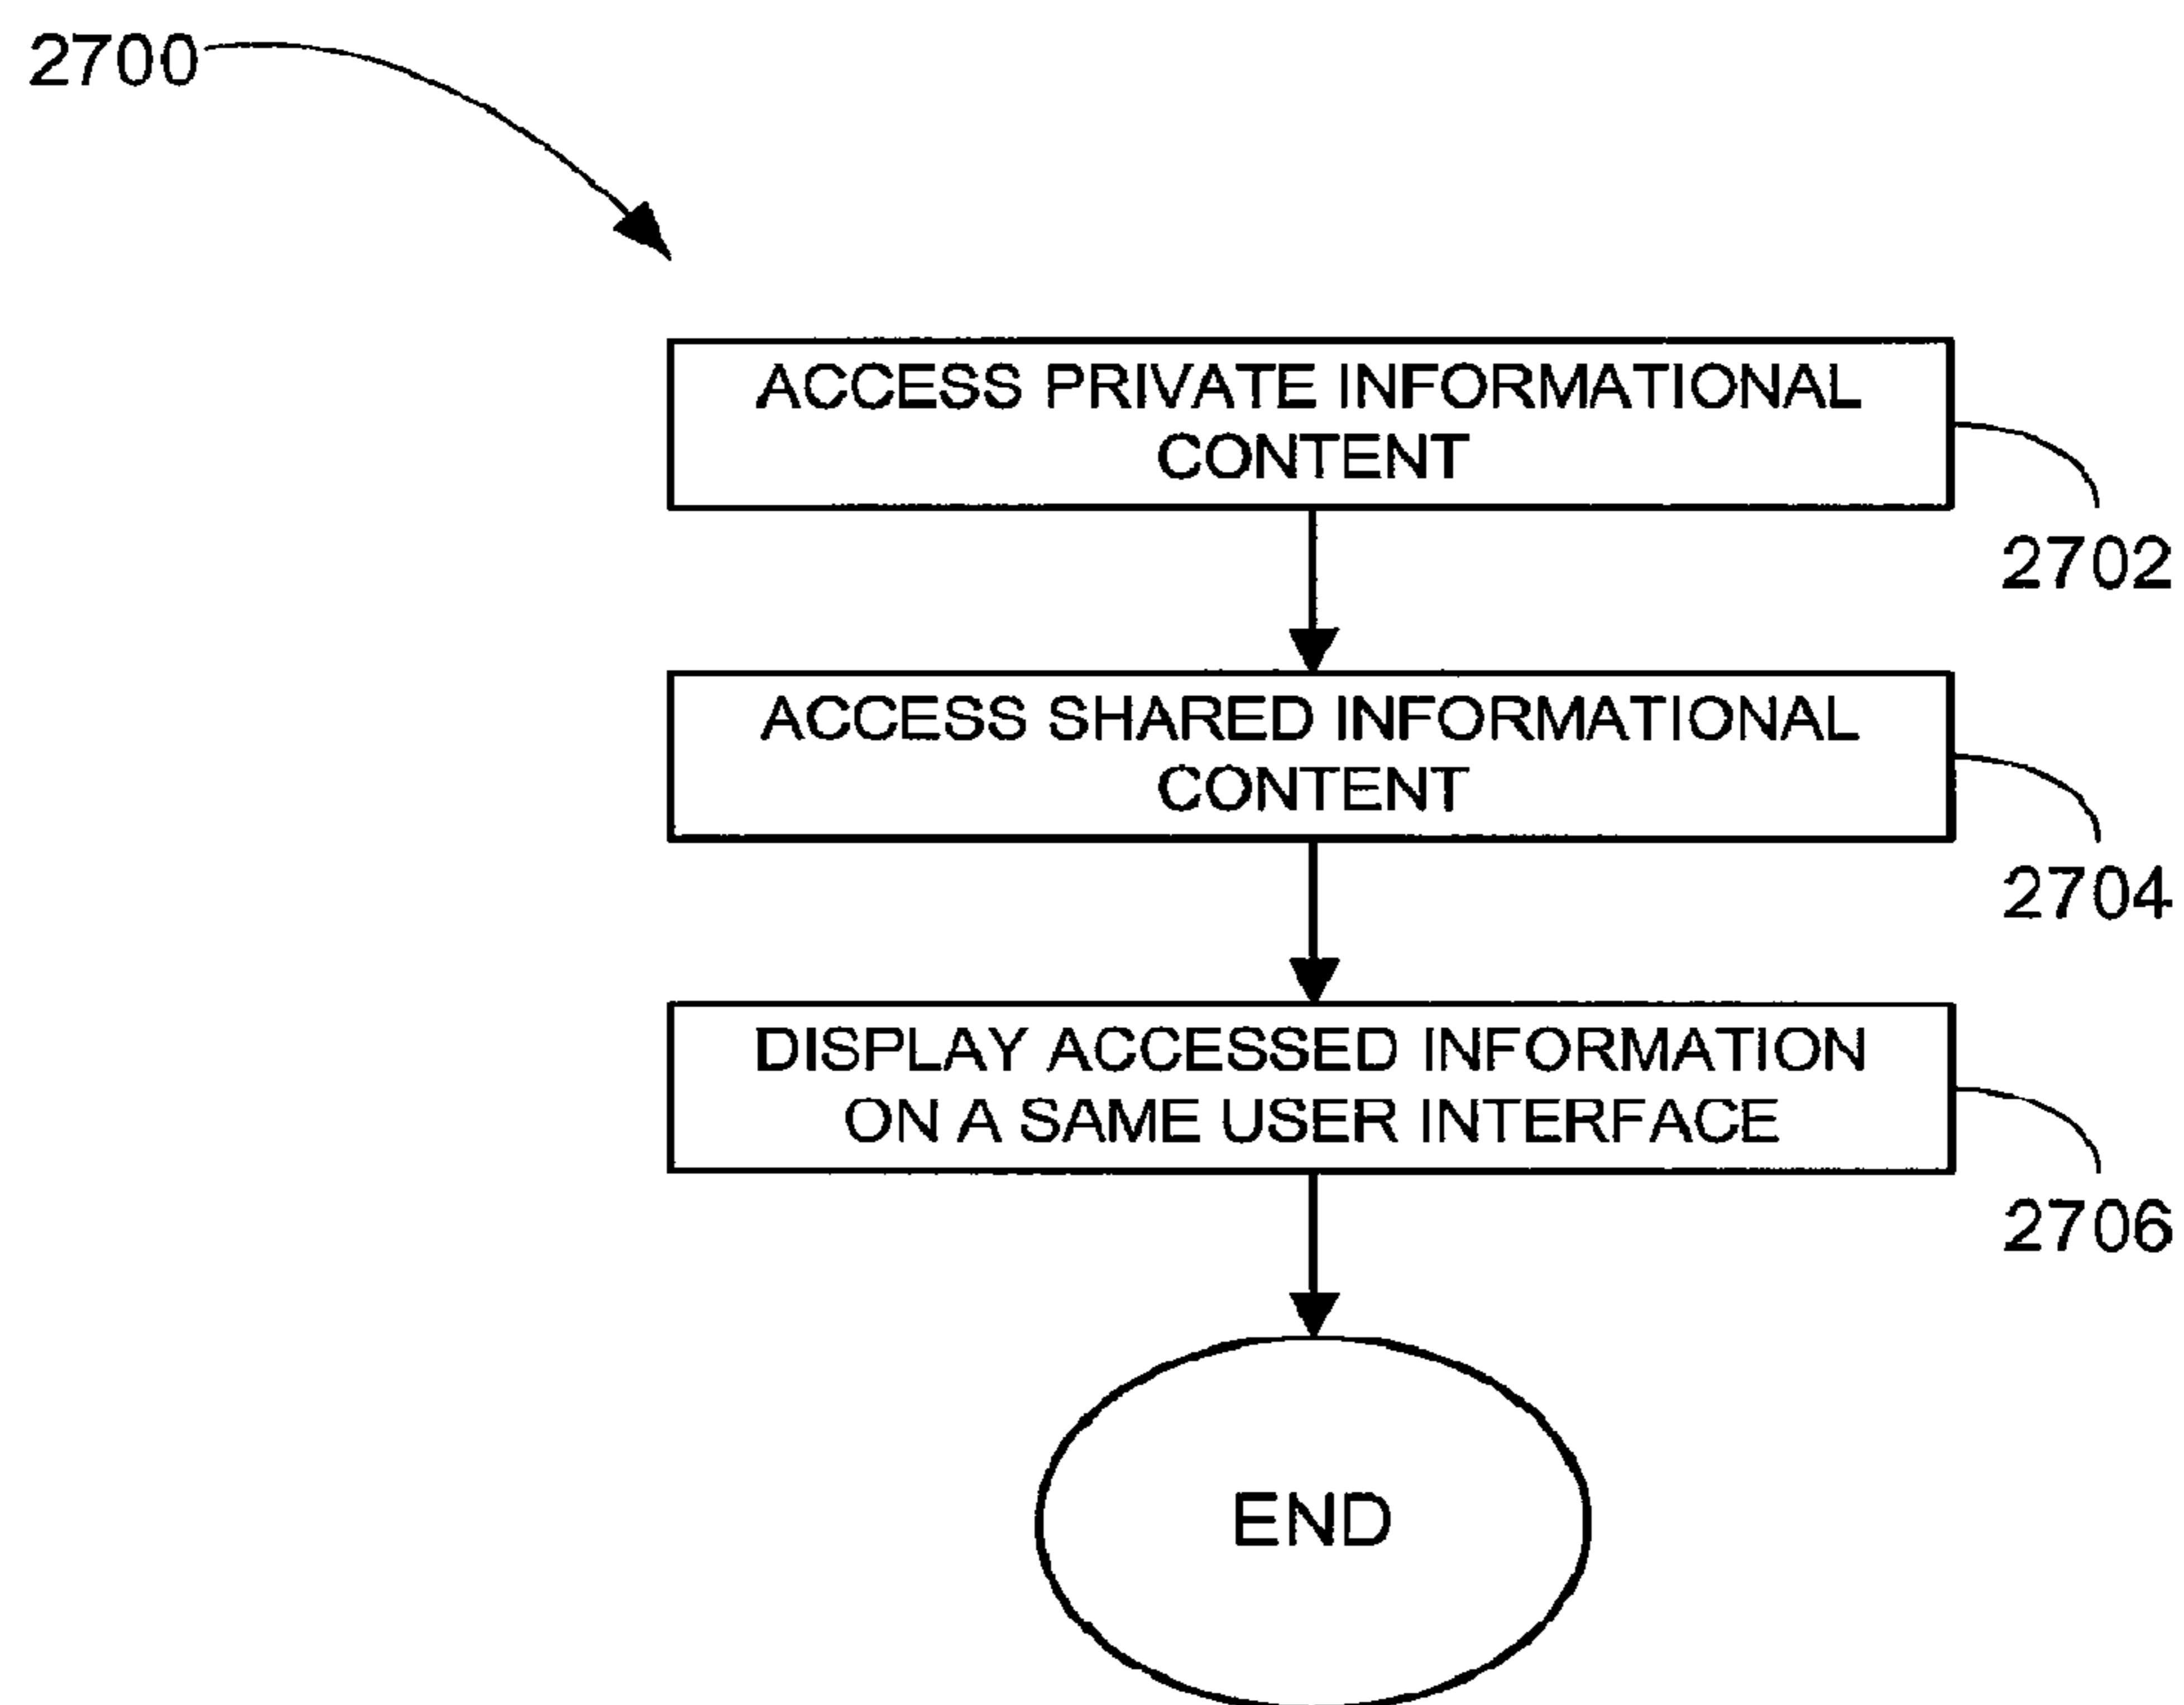 2700
ACCESS PRIVATE INFORMATIONAL
CONTENT
2702
ACCESS SHARED INFORMATIONAL
CONTENT
2704
DISPLAY ACCESSED INFORMATION
ON A SAME USER INTERFACE
2706
END